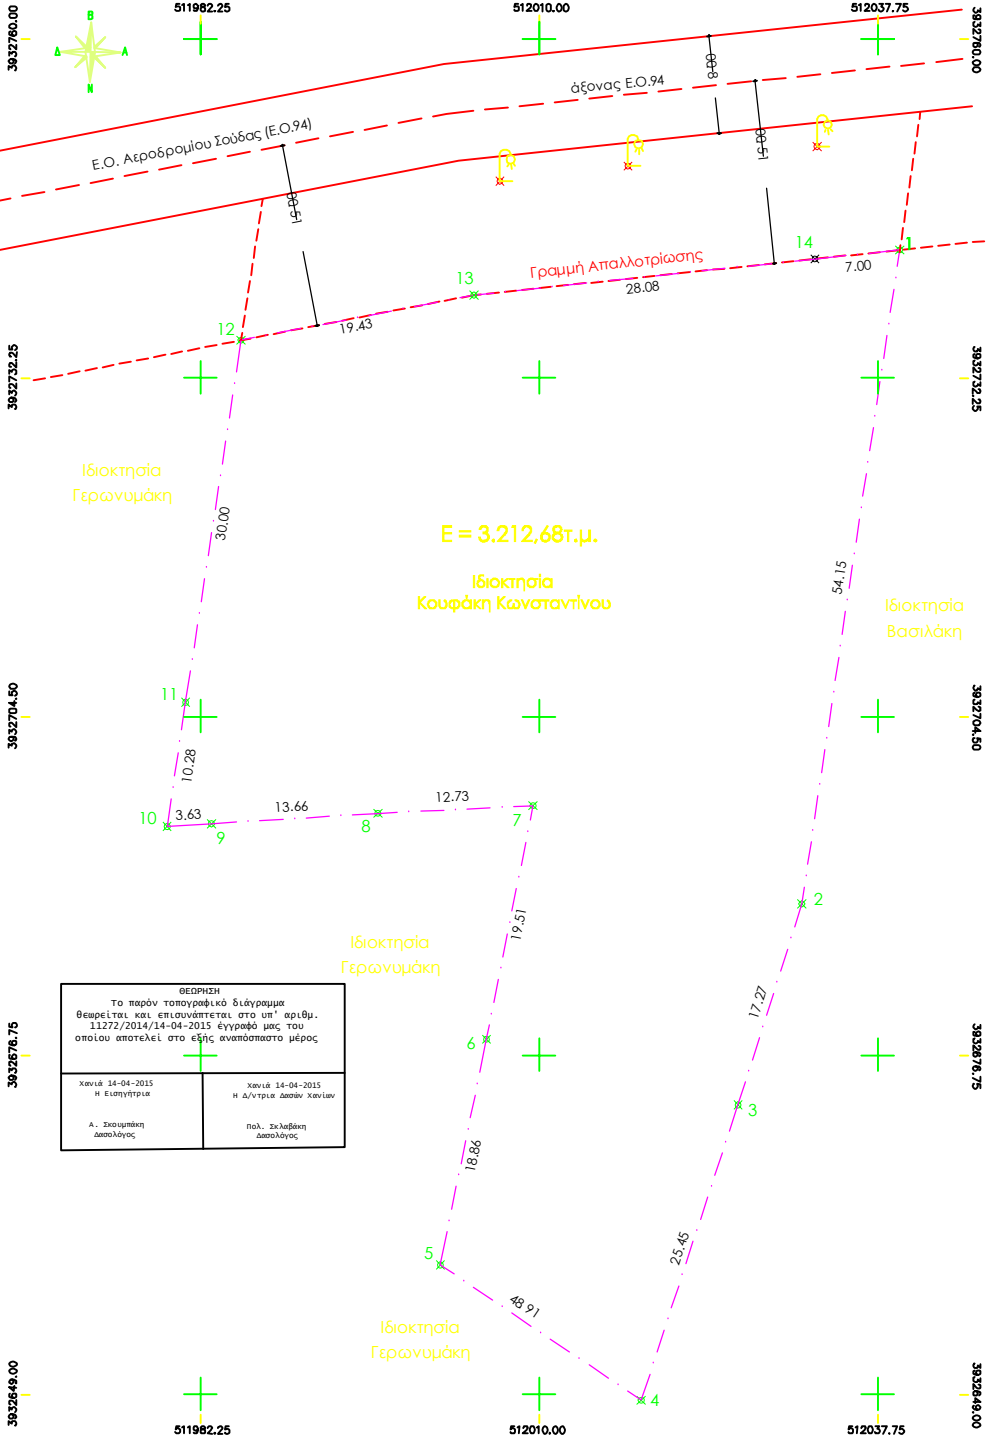 511982.25
512010.00
512037.75
3932760.00
3932760.00
Β
Δ
Α
Ν
8.00
άξονας Ε.Ο.94
Ε.Ο. Αεροδρομίου Σούδας (Ε.Ο.94)
15.00
15.00
14
1
Γραμμή Απαλλοτρίωσης
7.00
13
28.08
12
19.43
3932732.25
3932732.25
Ιδιοκτησία
Γερωνυμάκη
30.00
Ε = 3.212,68τ.μ.
Ιδιοκτησία
Κουφάκη Κωνσταντίνου
54.15
Ιδιοκτησία
Βασιλάκη
11
3932704.50
3932704.50
10.28
10
3.63
9
13.66
8
12.73
7
2
19.51
Ιδιοκτησία
Γερωνυμάκη
17.27
ΘΕΩΡΗΣΗ
Το παρόν τοπογραφικό διάγραμμα
θεωρείται και επισυνάπτεται στο υπ' αριθμ.
11272/2014/14-04-2015 έγγραφό μας του
οποίου αποτελεί στο εξής αναπόσπαστο μέρος
Χανιά 14-04-2015
Η Εισηγήτρια
Α. Σκουμπάκη
Δασολόγος
Χανιά 14-04-2015
Η Δ/ντρια Δασών Χανίων
Πολ. Σκλαβάκη
Δασολόγος
6
3932676.75
3932676.75
3
18.86
5
25.45
48.91
Ιδιοκτησία
Γερωνυμάκη
4
3932649.00
3932649.00
511982.25
512010.00
512037.75